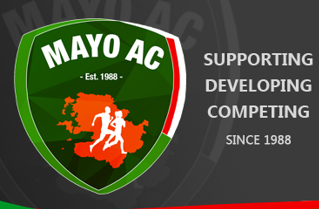 MAYO AC
- Est. 1988 -
SUPPORTING
DEVELOPING
COMPETING
SINCE 1988